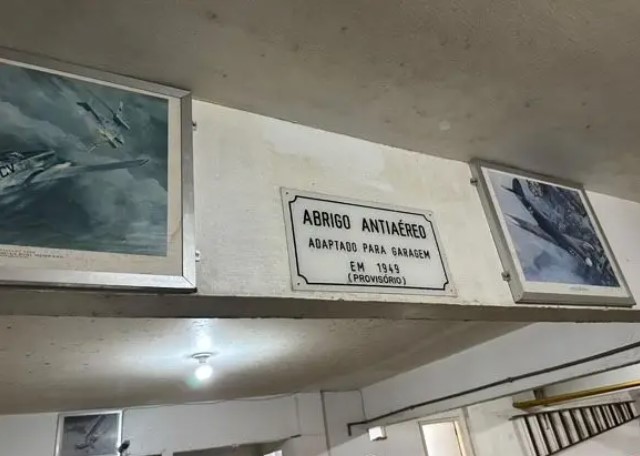 ABRIGO ANTIAÉREO
ADAPTADO PARA GARAGEM
EM 1949
(PROVISÓRIO)